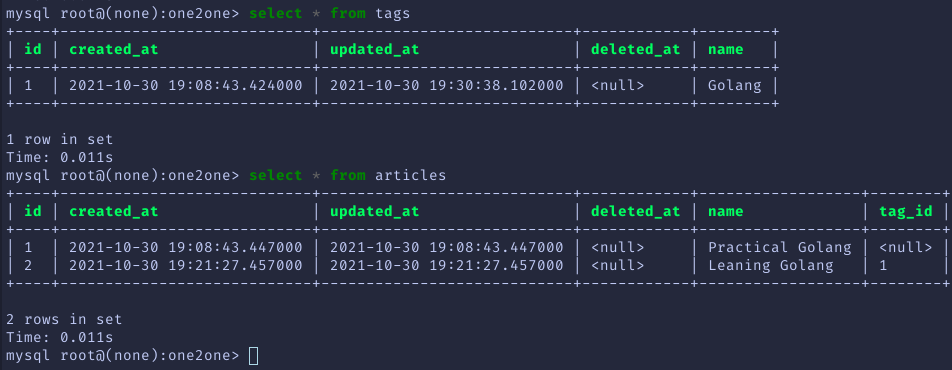 mysql root@(none):one2one> select * from tags
+----+----------------------------+----------------------------+------------+--------+
| id | created_at                 | updated_at                 | deleted_at | name   |
+----+----------------------------+----------------------------+------------+--------+
| 1  | 2021-10-30 19:08:43.424000 | 2021-10-30 19:30:38.102000 | <null>     | Golang |
+----+----------------------------+----------------------------+------------+--------+
1 row in set
Time: 0.011s
mysql root@(none):one2one> select * from articles
+----+----------------------------+----------------------------+------------+------------------+--------+
| id | created_at                 | updated_at                 | deleted_at | name             | tag_id |
+----+----------------------------+----------------------------+------------+------------------+--------+
| 1  | 2021-10-30 19:08:43.447000 | 2021-10-30 19:08:43.447000 | <null>     | Practical Golang | <null> |
| 2  | 2021-10-30 19:21:27.457000 | 2021-10-30 19:21:27.457000 | <null>     | Leaning Golang   | 1      |
+----+----------------------------+----------------------------+------------+------------------+--------+
2 rows in set
Time: 0.011s
mysql root@(none):one2one>